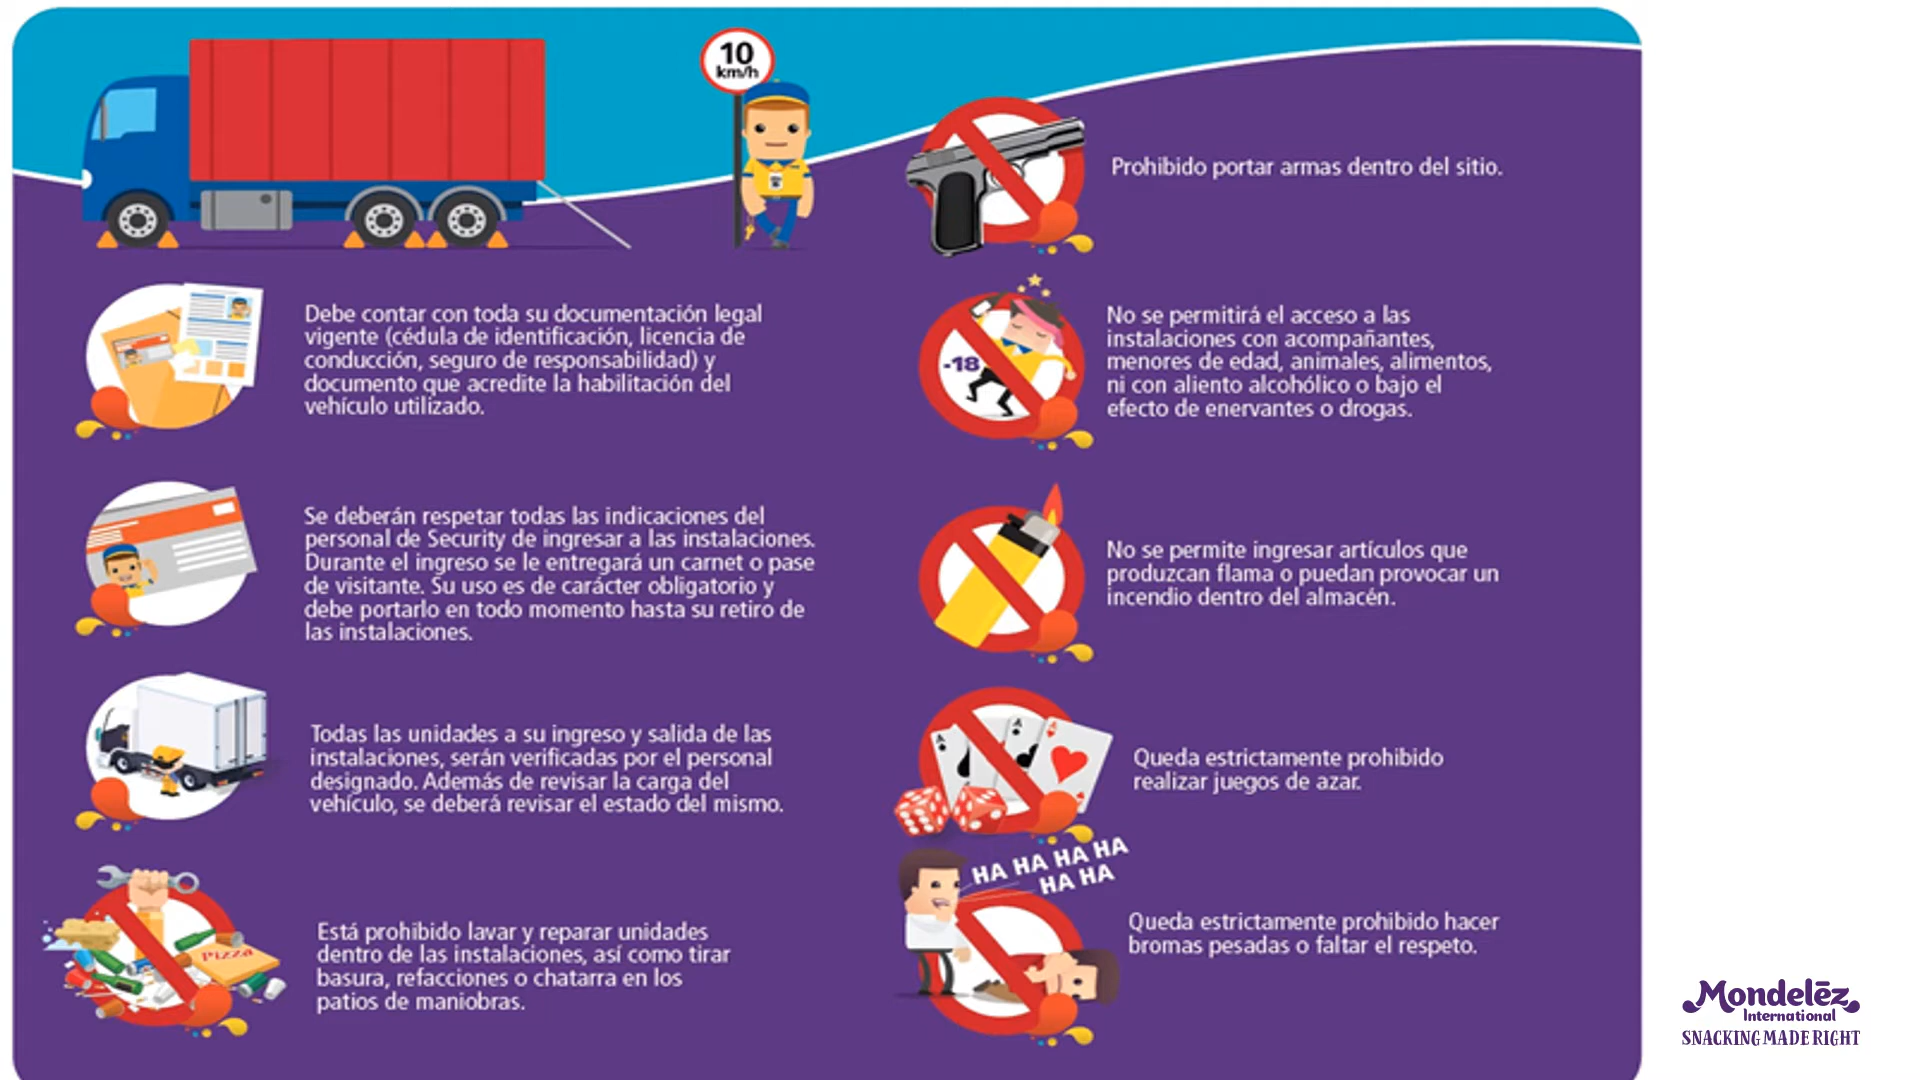 10
km/h
Prohibido portar armas dentro del sitio.
Debe contar con toda su documentación legal
vigente (cédula de identificación, licencia de
conducción, seguro de responsabilidad) y
documento que acredite la habilitación del
vehículo utilizado.
-18
No se permitirá el acceso a las
instalaciones con acompañantes,
menores de edad, animales, alimentos,
ni con aliento alcohólico o bajo el
efecto de enervantes o drogas.
Se deberán respetar todas las indicaciones del
personal de Security de ingresar a las instalaciones.
Durante el ingreso se le entregará un carnet o pase
de visitante. Su uso es de carácter obligatorio y
debe portarlo en todo momento hasta su retiro de
las instalaciones.
No se permite ingresar artículos que
produzcan flama o puedan provocar un
incendio dentro del almacén.
Todas las unidades a su ingreso y salida de las
instalaciones, serán verificadas por el personal
designado. Además de revisar la carga del
vehículo, se deberá revisar el estado del mismo.
A
A
A
Queda estrictamente prohibido
realizar juegos de azar.
Pizza
Está prohibido lavar y reparar unidades
dentro de las instalaciones, así como tirar
basura, refacciones o chatarra en los
patios de maniobras.
HA HA HA HA
HA HA
Queda estrictamente prohibido hacer
bromas pesadas o faltar el respeto.
Mondelēz
International
SNACKING MADE RIGHT